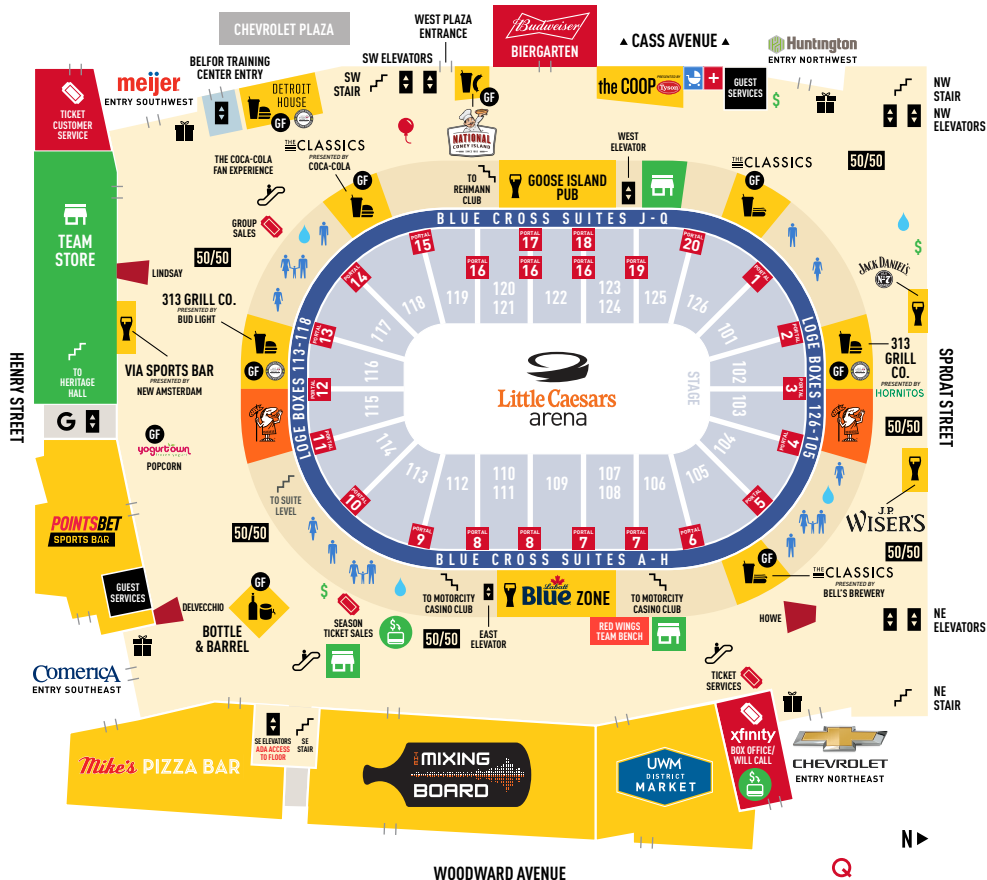 CHEVROLET PLAZA
WEST PLAZA
ENTRANCE
Budweiser
BIERGARTEN
▲ CASS AVENUE ▲
Huntington
ENTRY NORTHWEST
meijer
ENTRY SOUTHWEST
BELFOR TRAINING
CENTER ENTRY
SW ELEVATORS
SW
STAIR
DETROIT
HOUSE
GF
GF
NATIONAL
CONEY ISLAND
the COOP
PRESENTED BY
Tyson
GUEST
SERVICES
$
NW
STAIR
NW
ELEVATORS
TICKET
CUSTOMER
SERVICE
THE CLASSICS
PRESENTED BY
COCA-COLA
GF
THE COCA-COLA
FAN EXPERIENCE
GROUP
SALES
TO
REHMANN
CLUB
GOOSE ISLAND
PUB
WEST
ELEVATOR
THE CLASSICS
GF
50/50
TEAM
STORE
50/50
LINDSAY
313 GRILL CO.
PRESENTED BY
BUD LIGHT
GF
VIA SPORTS BAR
PRESENTED BY
NEW AMSTERDAM
TO
HERITAGE
HALL
HENRY STREET
G
GF
yogurtown
POPCORN
BLUE CROSS SUITES J-Q
PORTAL
15
PORTAL
17
PORTAL
18
PORTAL
20
PORTAL
14
PORTAL
16
PORTAL
16
PORTAL
16
PORTAL
19
PORTAL
1
118
119
120
121
122
123
124
125
126
117
101
PORTAL
13
PORTAL
2
LOGE BOXES 113-118
LOGE BOXES 126-105
116
102
PORTAL
12
PORTAL
3
Little Caesars
arena
STAGE
115
103
PORTAL
11
PORTAL
4
114
104
113
112
110
111
109
107
108
106
105
PORTAL
10
PORTAL
5
PORTAL
9
PORTAL
8
PORTAL
8
PORTAL
7
PORTAL
7
PORTAL
6
BLUE CROSS SUITES A-H
$
JACK DANIEL'S
313
GRILL
CO.
PRESENTED BY
HORNITOS
GF
50/50
SPROAT STREET
J.P.
WISER'S
50/50
TO SUITE
LEVEL
50/50
POINTSBET
SPORTS BAR
GUEST
SERVICES
DELVECCHIO
GF
BOTTLE
& BARREL
$
SEASON
TICKET SALES
$
50/50
TO MOTORCITY
CASINO CLUB
EAST
ELEVATOR
Labatt
Blue ZONE
TO MOTORCITY
CASINO CLUB
RED WINGS
TEAM BENCH
GF
THE CLASSICS
PRESENTED BY
BELL'S BREWERY
HOWE
NE
ELEVATORS
Comerica
ENTRY SOUTHEAST
TICKET
SERVICES
NE
STAIR
Mike's PIZZA BAR
SE ELEVATORS
ADA ACCESS
TO FLOOR
SE
STAIR
THE MIXING
BOARD
UWM
DISTRICT
MARKET
xfinity
BOX OFFICE/
WILL CALL
$
CHEVROLET
ENTRY NORTHEAST
N▶
WOODWARD AVENUE
Q